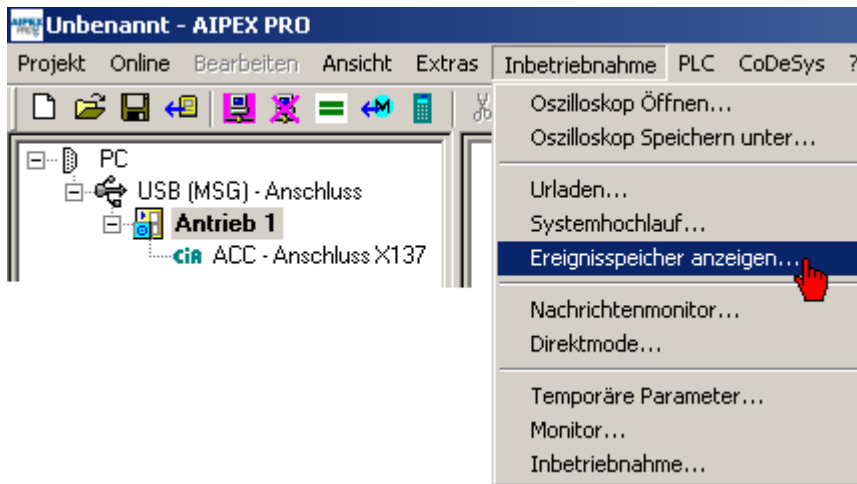 Unbenannt - AIPEX PRO
Projekt Online Bearbeiten Ansicht Extras Inbetriebnahme PLC CoDeSys ?
PC
USB (MSG) - Anschluss
Antrieb 1
CiA ACC - Anschluss X137
Oszilloskop Öffnen...
Oszilloskop Speichern unter...
Urladen...
Systemhochlauf...
Ereignisspeicher anzeigen...
Nachrichtenmonitor...
Direktmode...
Temporäre Parameter...
Monitor...
Inbetriebnahme...